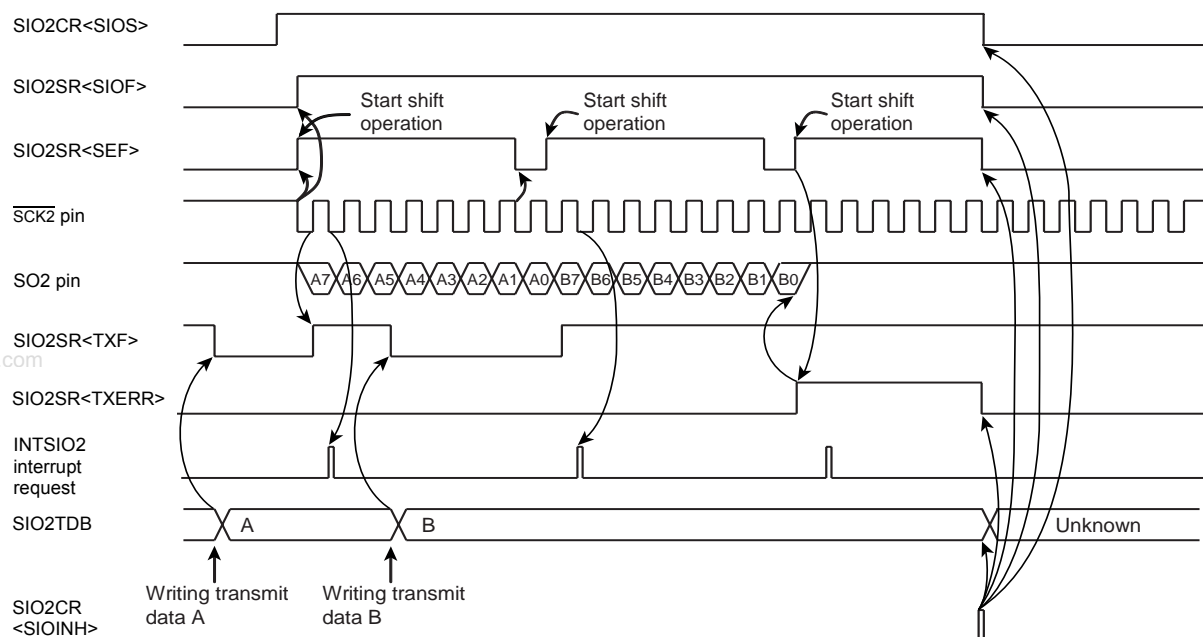 SIO2CR<SIOS>
SIO2SR<SIOF>
Start shift
operation
Start shift
operation
Start shift
operation
SIO2SR<SEF>
SCK2 pin
SO2 pin
A7 A6 A5 A4 A3 A2 A1 A0 B7 B6 B5 B4 B3 B2 B1 B0
SIO2SR<TXF>
com
SIO2SR<TXERR>
INTSIO2
interrupt
request
SIO2TDB
A
B
Unknown
Writing transmit
data A
Writing transmit
data B
SIO2CR
<SIOINH>